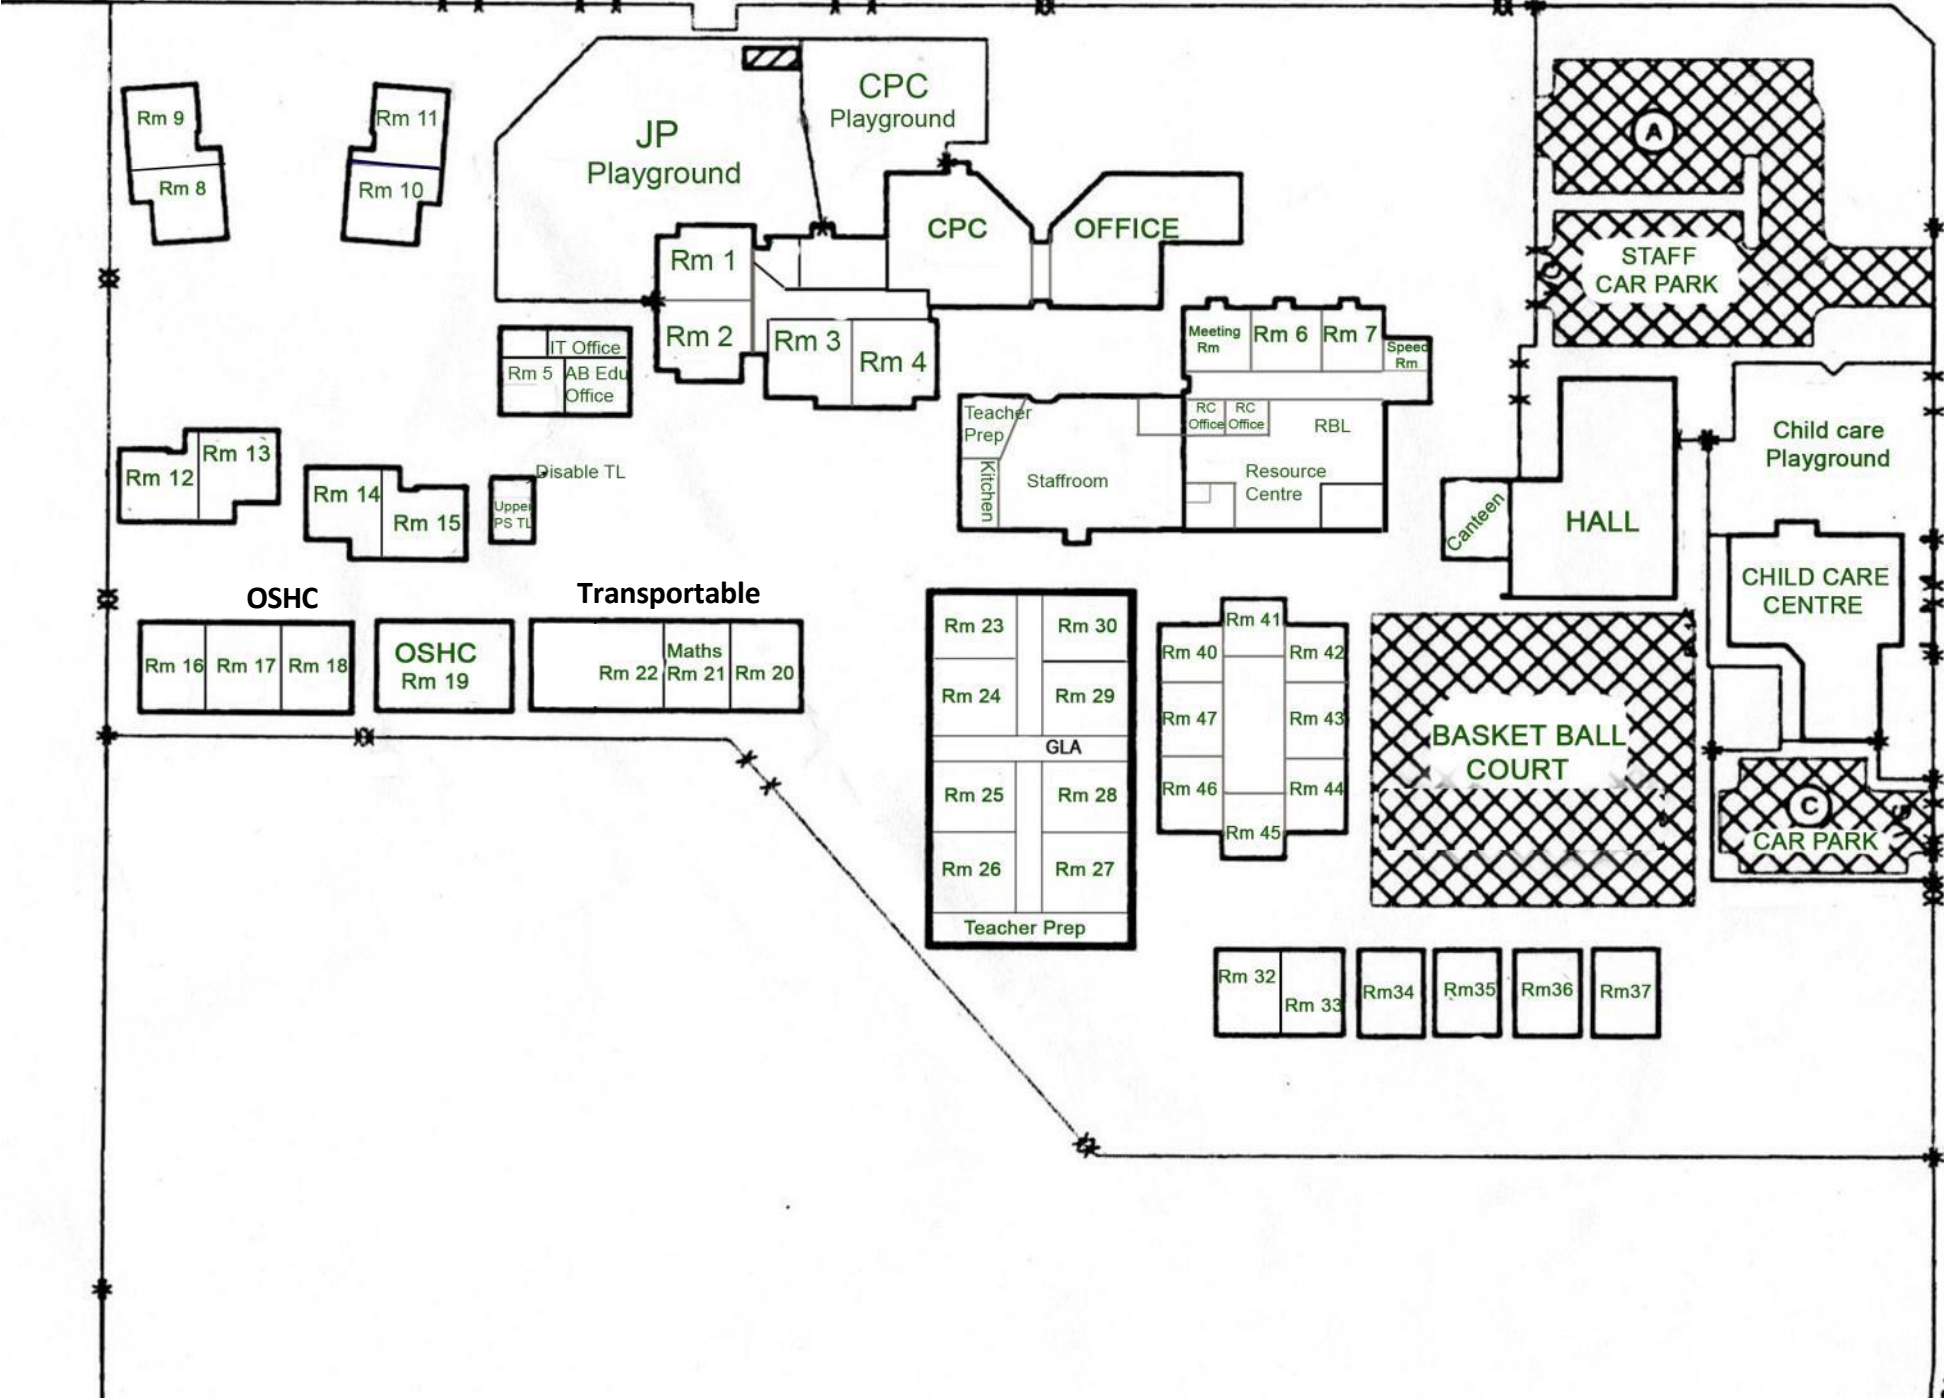 Rm 9
Rm 8
Rm 11
Rm 10
JP
Playground
CPC
Playground
CPC
OFFICE
A
STAFF
CAR PARK
Rm 1
Rm 2
Rm 3
Rm 4
IT Office
Rm 5
AB Edu
Office
Meeting
Rm
Rm 6
Rm 7
Speed
Rm
Teacher
Prep
Kitchen
Staffroom
RC
Office
RC
Office
RBL
Resource
Centre
Canteen
HALL
Child care
Playground
CHILD CARE
CENTRE
Rm 12
Rm 13
Rm 14
Rm 15
Disable TL
Upper
PS TL
OSHC
Rm 16
Rm 17
Rm 18
OSHC
Rm 19
Transportable
Rm 22
Maths
Rm 21
Rm 20
Rm 23
Rm 30
Rm 24
Rm 29
GLA
Rm 25
Rm 28
Rm 26
Rm 27
Teacher Prep
Rm 41
Rm 40
Rm 42
Rm 47
Rm 43
Rm 46
Rm 44
Rm 45
BASKET BALL
COURT
C
CAR PARK
Rm 32
Rm 33
Rm34
Rm35
Rm36
Rm37